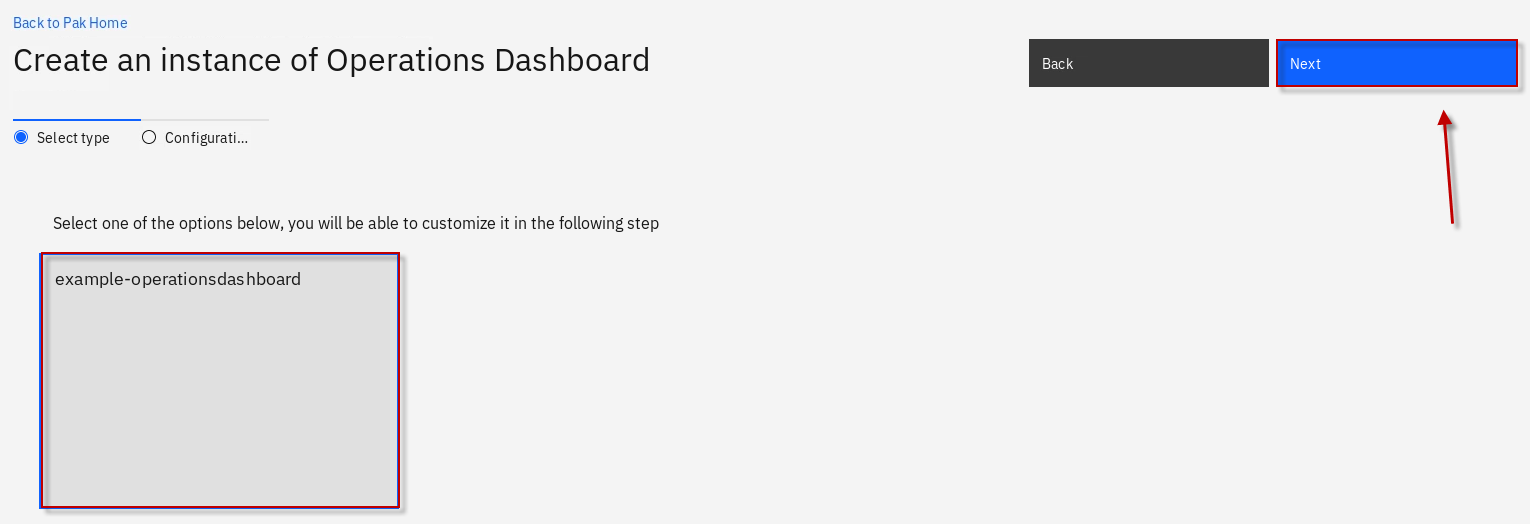 Back to Pak Home
Create an instance of Operations Dashboard
Back
Next
Select type
Configurati...
Select one of the options below, you will be able to customize it in the following step
example-operationsdashboard